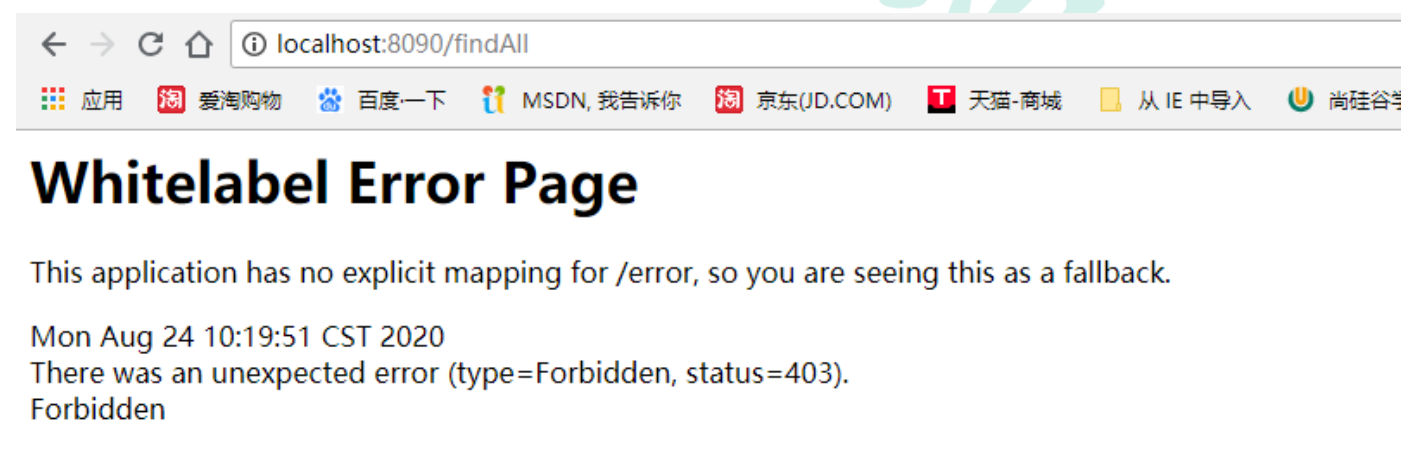 localhost:8090/findAll
应用 爱淘购物 百度一下 MSDN, 我告诉你 京东(JD.COM) 天猫-商城 从 IE 中导入 尚硅谷
Whitelabel Error Page
This application has no explicit mapping for /error, so you are seeing this as a fallback.
Mon Aug 24 10:19:51 CST 2020
There was an unexpected error (type=Forbidden, status=403).
Forbidden